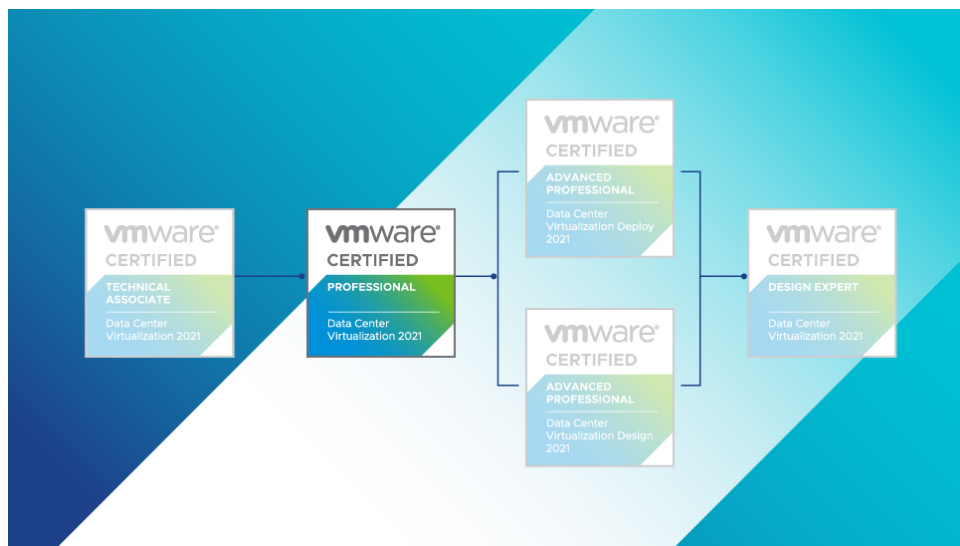 vmware®
CERTIFIED
TECHNICAL
ASSOCIATE
Data Center
Virtualization 2021
vmware®
CERTIFIED
PROFESSIONAL
Data Center
Virtualization 2021
vmware®
CERTIFIED
ADVANCED
PROFESSIONAL
Data Center
Virtualization Deploy
2021
vmware®
CERTIFIED
ADVANCED
PROFESSIONAL
Data Center
Virtualization Design
2021
vmware®
CERTIFIED
DESIGN EXPERT
Data Center
Virtualization 2021